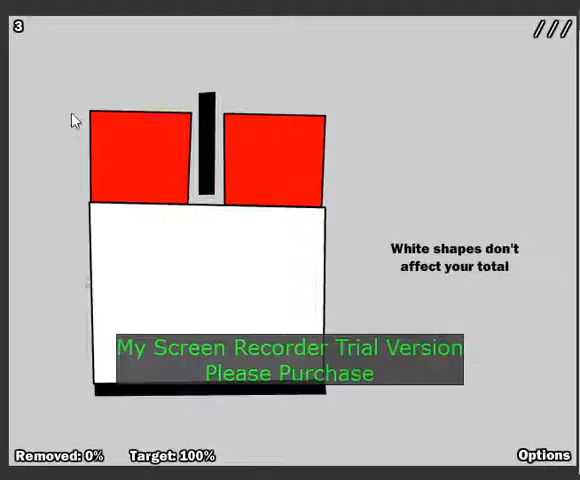 3
White shapes don't
affect your total
My Screen Recorder Trial Version
Please Purchase
Removed: 0% Target: 100% Options